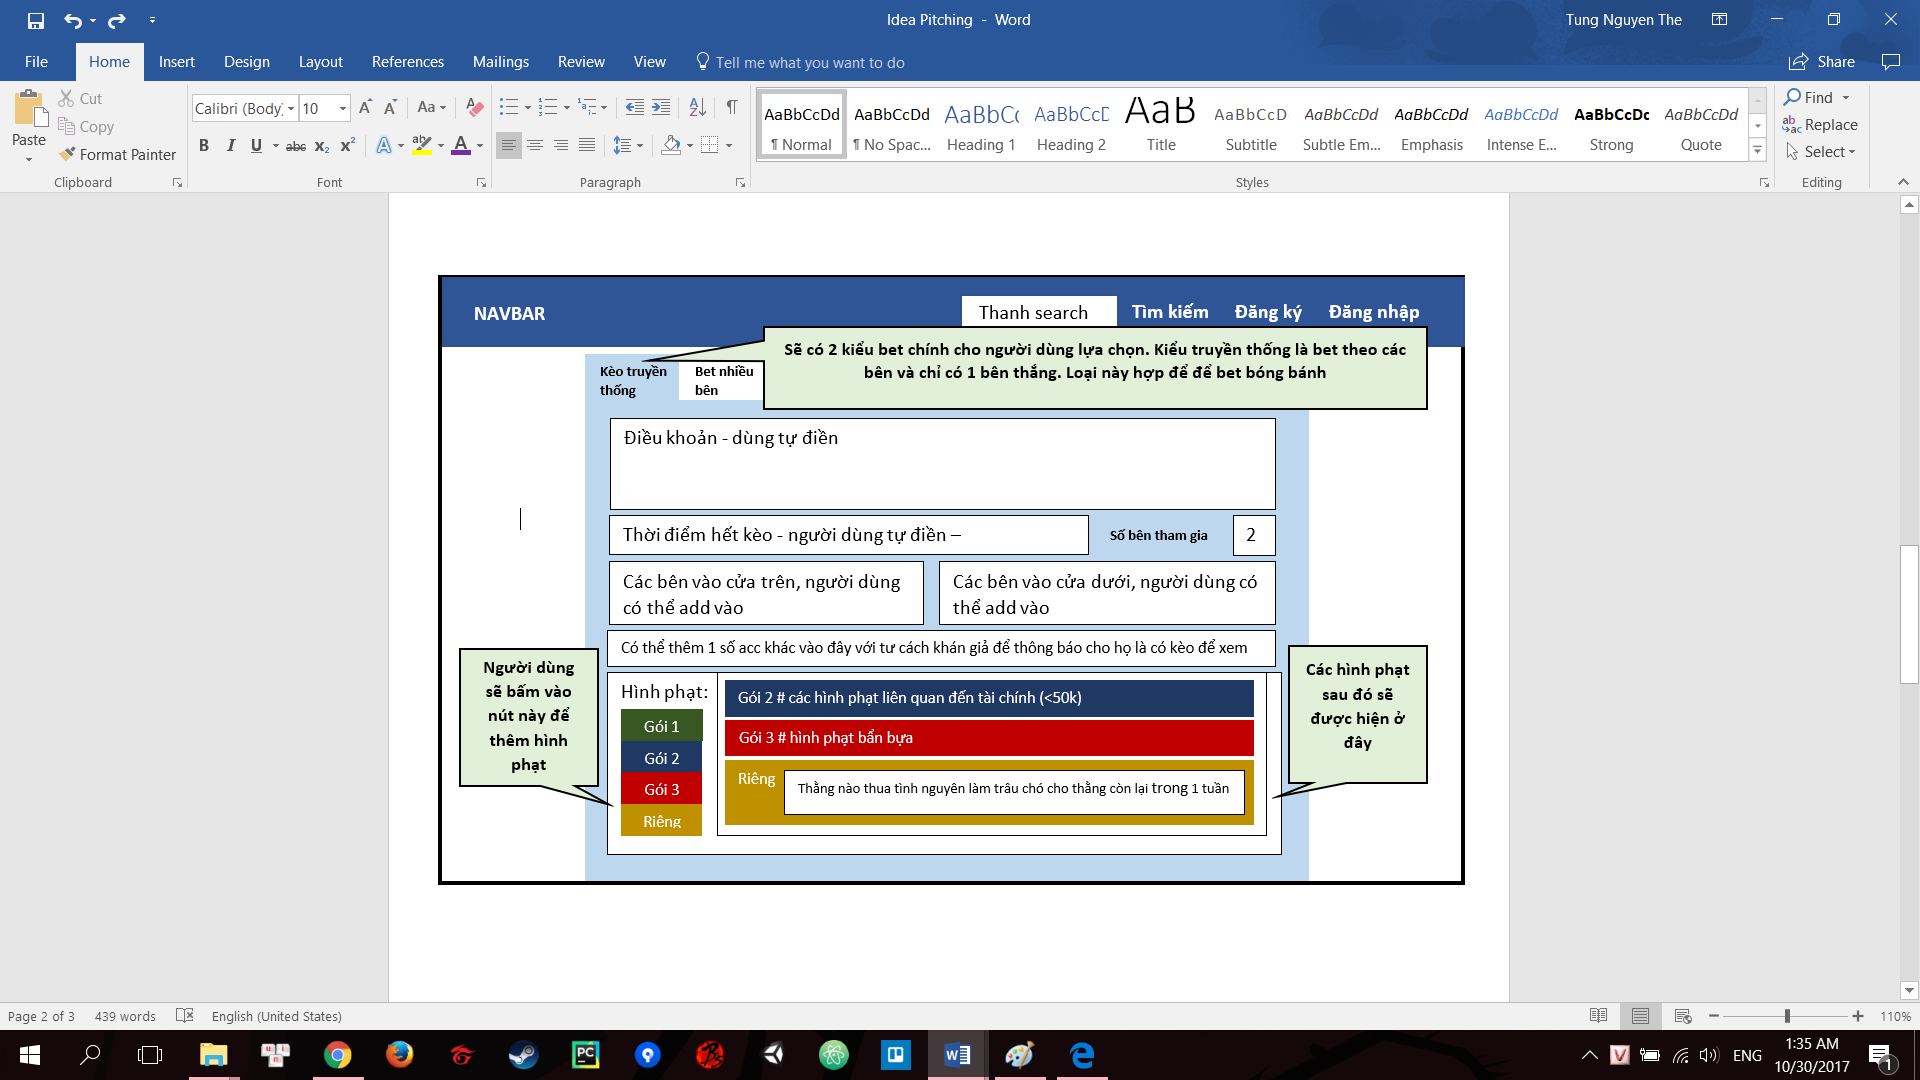 Idea Pitching - Word
Tung Nguyen The
File
Home
Insert
Design
Layout
References
Mailings
Review
View
Tell me what you want to do
Share
Paste
Cut
Copy
Format Painter
Clipboard
Calibri (Body)
10
Font
Paragraph
AaBbCcDd
AaBbCcDd
AaBbCc
AaBbCcD
AaB
AaBbCcD
AaBbCcDd
AaBbCcDd
AaBbCcDd
AaBbCcDc
AaBbCcDd
¶ Normal
¶ No Spac...
Heading 1
Heading 2
Title
Subtitle
Subtle Em...
Emphasis
Intense E...
Strong
Quote
Styles
Find
Replace
Select
Editing
NAVBAR
Thanh search
Tìm kiếm
Đăng ký
Đăng nhập
Sẽ có 2 kiểu bet chính cho người dùng lựa chọn. Kiểu truyền thống là bet theo các
bên và chỉ có 1 bên thắng. Loại này hợp để để bet bóng bánh
Kèo truyền
thống
Bet nhiều
bên
Điều khoản - dùng tự điền
Thời điểm hết kèo - người dùng tự điền –
Số bên tham gia
2
Các bên vào cửa trên, người dùng
có thể add vào
Các bên vào cửa dưới, người dùng có
thể add vào
Có thể thêm 1 số acc khác vào đây với tư cách khán giả để thông báo cho họ là có kèo để xem
Người dùng
sẽ bấm vào
nút này để
thêm hình
phạt
Hình phạt:
Gói 1
Gói 2
Gói 3
Riêng
Gói 2 # các hình phạt liên quan đến tài chính (<50k)
Gói 3 # hình phạt bẩn bựa
Riêng
Thằng nào thua tình nguyên làm trâu chó cho thằng còn lại trong 1 tuần
Các hình phạt
sau đó sẽ
được hiện ở
đây
Page 2 of 3
439 words
English (United States)
110%
ENG
1:35 AM
10/30/2017
1